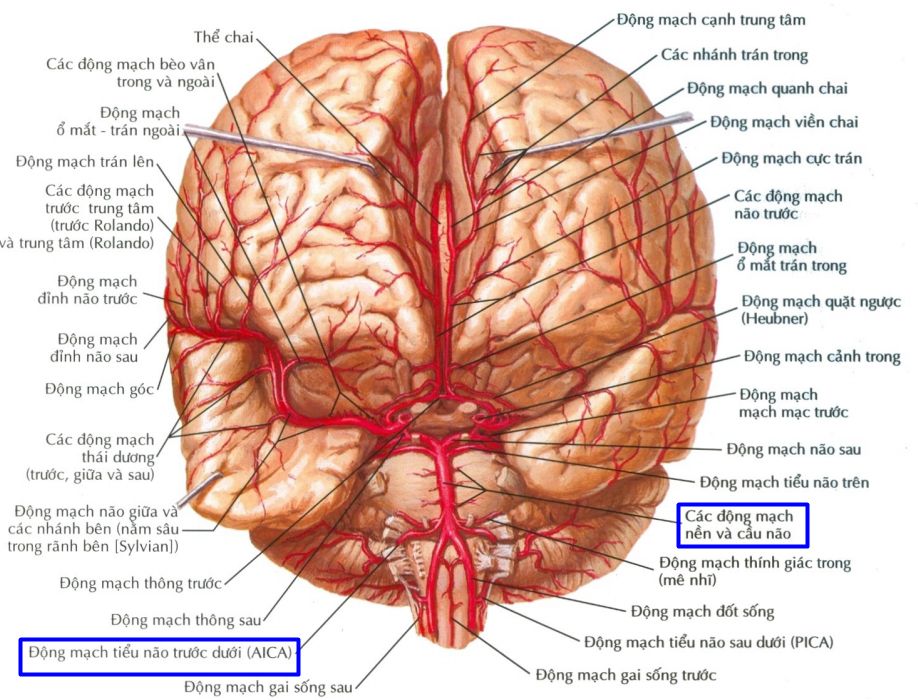 Thể chai
Các động mạch bèo vân
trong và ngoài
Động mạch
ổ mắt - trán ngoài
Động mạch trán lên
Các động mạch
trước trung tâm
(trước Rolando)
và trung tâm (Rolando)
Động mạch
đỉnh não trước
Động mạch
đỉnh não sau
Động mạch góc
Các động mạch
thái dương
(trước, giữa và sau)
Động mạch não giữa và
các nhánh bên (nằm sâu
trong rãnh bên [Sylvian])
Động mạch thông trước
Động mạch thông sau
Động mạch tiểu não trước dưới (AICA)
Động mạch gai sống sau
Động mạch cạnh trung tâm
Các nhánh trán trong
Động mạch quanh chai
Động mạch viền chai
Động mạch cực trán
Các động mạch
não trước
Động mạch
ổ mắt trán trong
Động mạch quặt ngược
(Heubner)
Động mạch cảnh trong
Động mạch
mạch mạc trước
Động mạch não sau
Động mạch tiểu não trên
Các động mạch
nền và cầu não
Động mạch thính giác trong
(mê nhĩ)
Động mạch đốt sống
Động mạch tiểu não sau dưới (PICA)
Động mạch gai sống trước